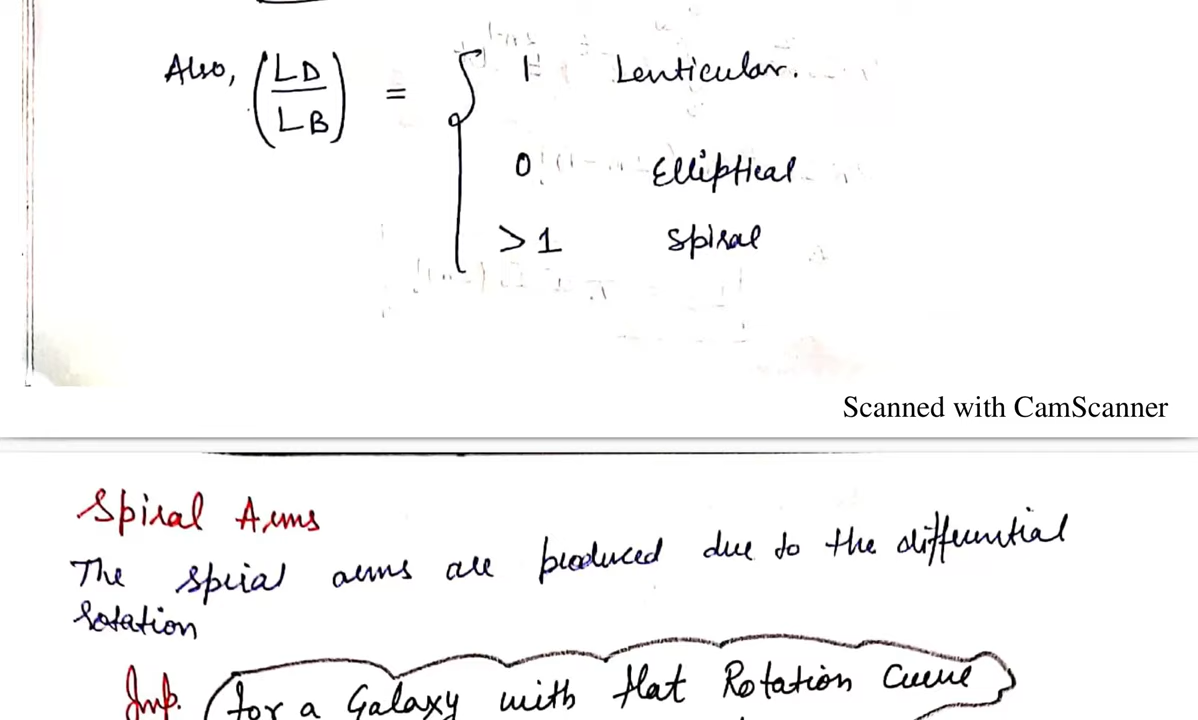 Also, (LD/LB) = { 1 Lenticular.
0 Elliptical
>1 Spiral
Scanned with CamScanner
Spiral Arms
The spiral arms are produced due to the differential
rotation
Imp. for a Galaxy with flat Rotation Curve